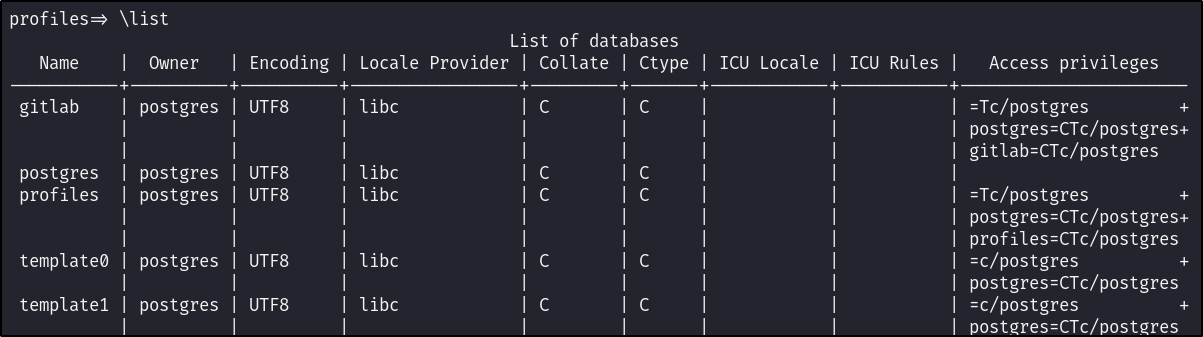 profiles=> \list
                                                  List of databases
   Name    |  Owner   | Encoding | Locale Provider | Collate | Ctype | ICU Locale | ICU Rules |   Access privileges
-----------+----------+----------+-----------------+---------+-------+------------+-----------+-----------------------
 gitlab    | postgres | UTF8     | libc            | C       | C     |            |           | =Tc/postgres         +
           |          |          |                 |         |       |            |           | postgres=CTc/postgres+
           |          |          |                 |         |       |            |           | gitlab=CTc/postgres
 postgres  | postgres | UTF8     | libc            | C       | C     |            |           |
 profiles  | postgres | UTF8     | libc            | C       | C     |            |           | =Tc/postgres         +
           |          |          |                 |         |       |            |           | postgres=CTc/postgres+
           |          |          |                 |         |       |            |           | profiles=CTc/postgres
 template0 | postgres | UTF8     | libc            | C       | C     |            |           | =c/postgres          +
           |          |          |                 |         |       |            |           | postgres=CTc/postgres
 template1 | postgres | UTF8     | libc            | C       | C     |            |           | =c/postgres          +
           |          |          |                 |         |       |            |           | postgres=CTc/postgres